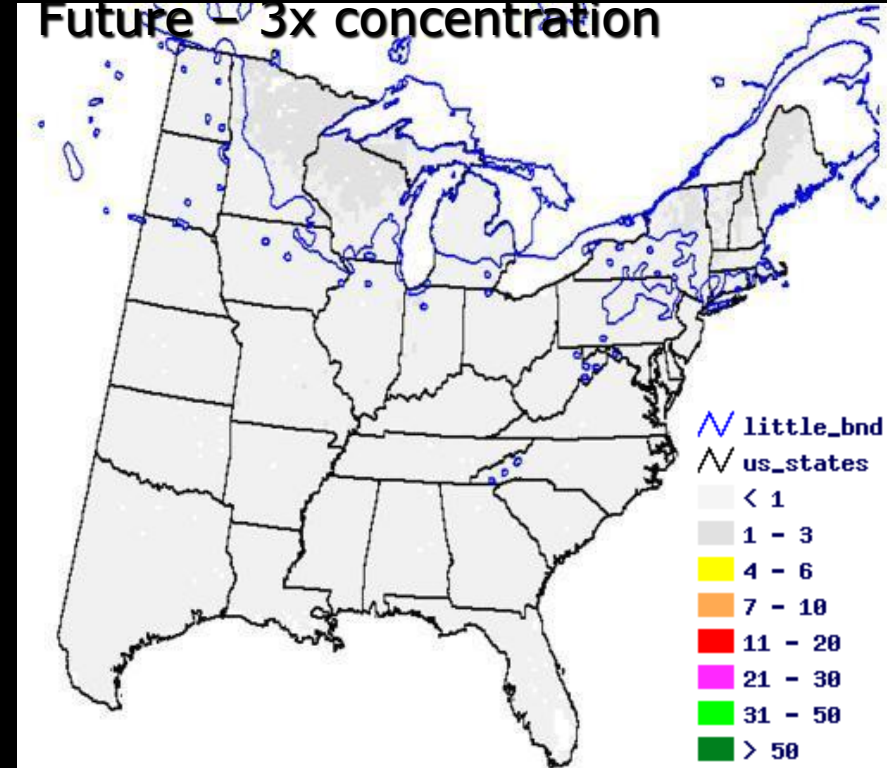 Future – 3x concentration
little_bnd
us_states
< 1
1 - 3
4 - 6
7 - 10
11 - 20
21 - 30
31 - 50
> 50